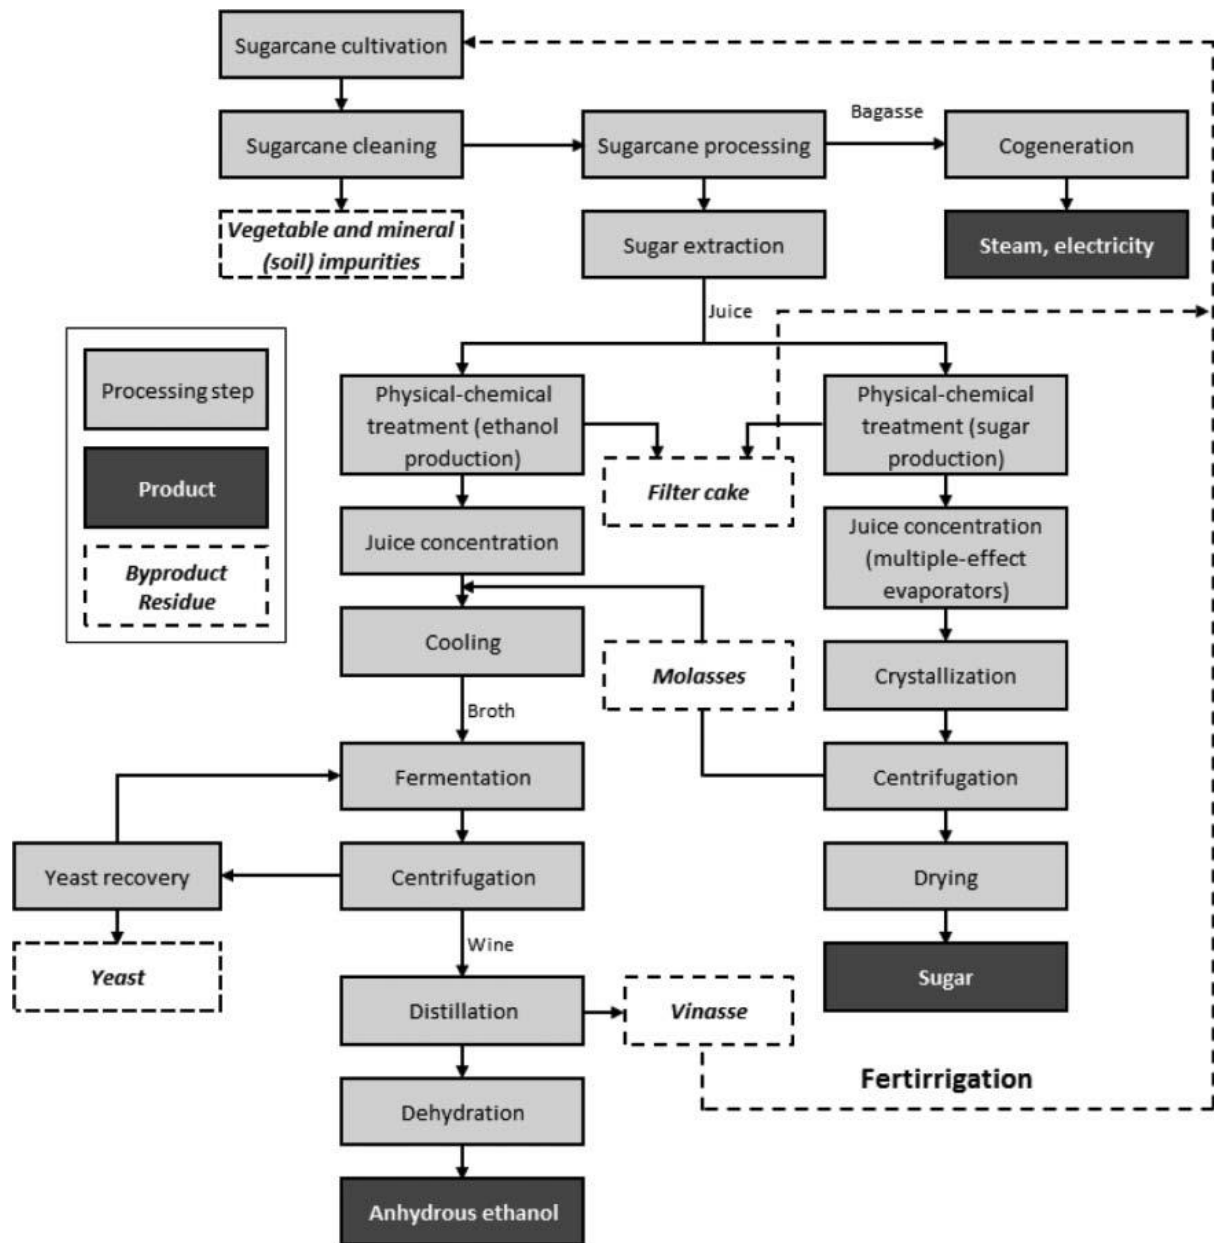 Sugarcane cultivation
Sugarcane cleaning
Sugarcane processing
Bagasse
Cogeneration
Vegetable and mineral
(soil) impurities
Sugar extraction
Steam, electricity
Juice
Processing step
Product
Byproduct
Residue
Physical-chemical
treatment (ethanol
production)
Physical-chemical
treatment (sugar
production)
Filter cake
Juice concentration
Juice concentration
(multiple-effect
evaporators)
Cooling
Molasses
Crystallization
Broth
Fermentation
Centrifugation
Yeast recovery
Centrifugation
Drying
Yeast
Wine
Sugar
Distillation
Vinasse
Fertirrigation
Dehydration
Anhydrous ethanol